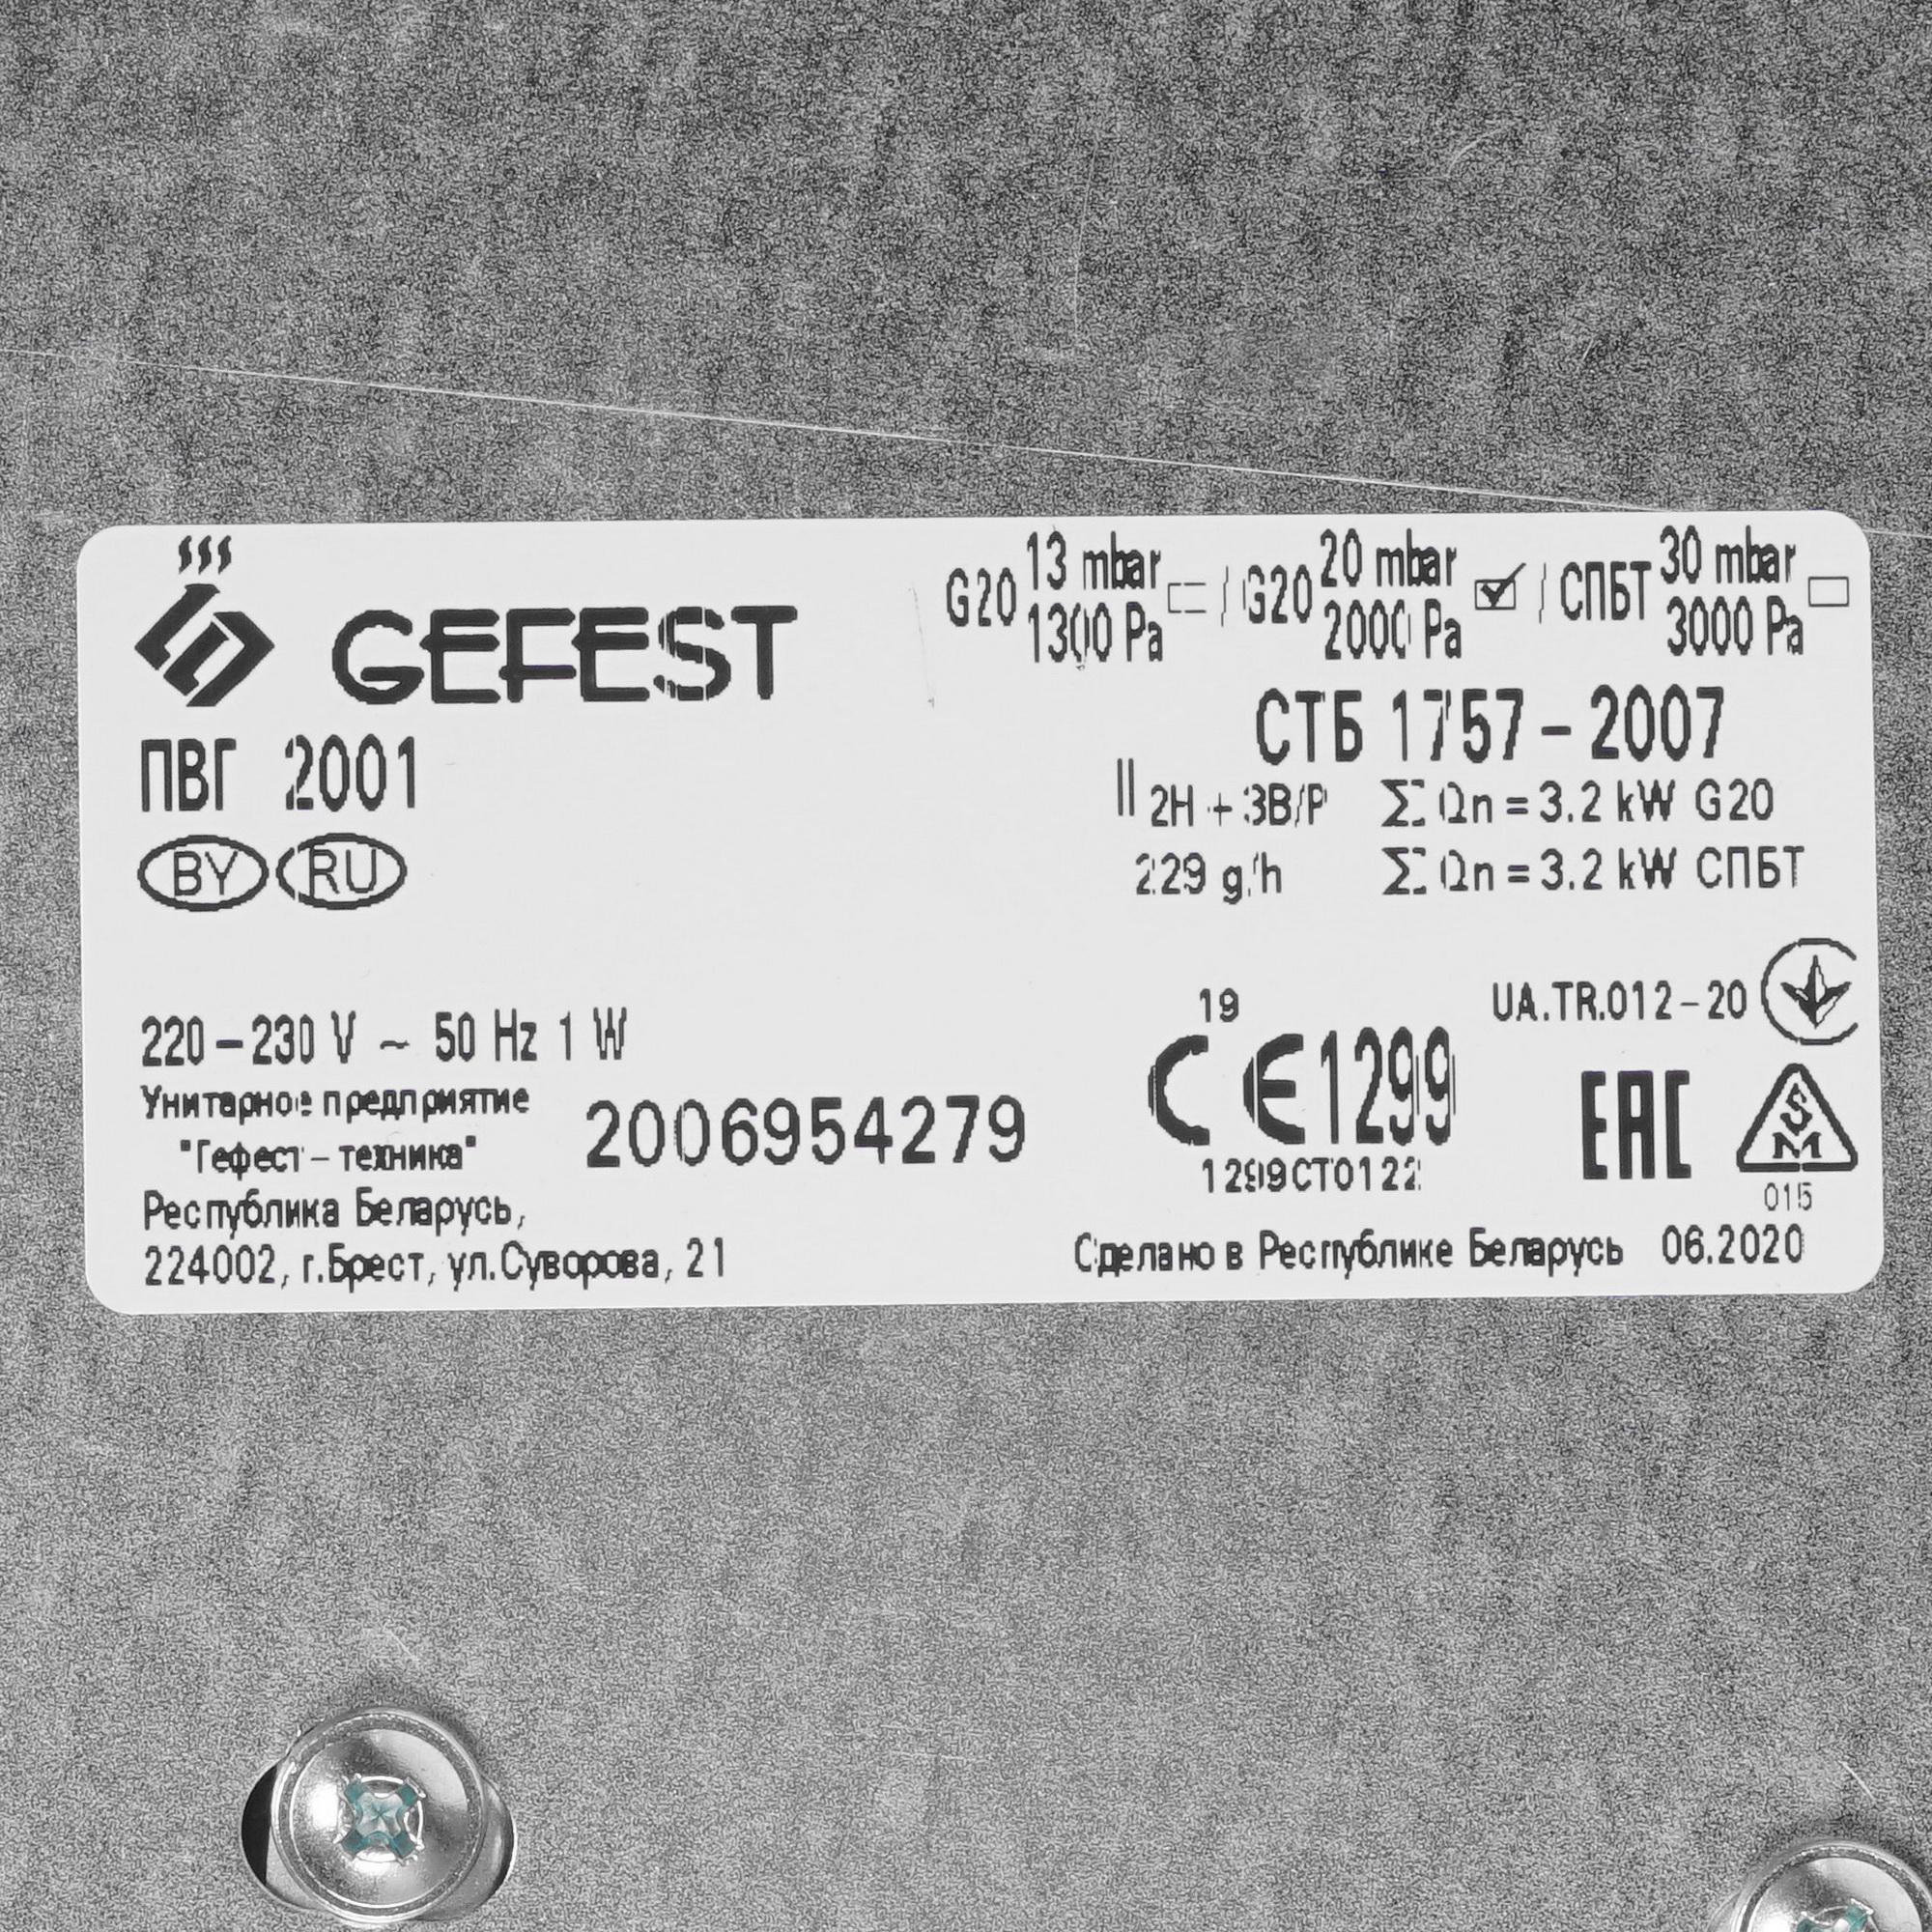 GEFEST
G20 13 mbar 1300 Pa / G20 20 mbar 2000 Pa / СПБТ 30 mbar 3000 Pa
СТБ 1757-2007
ПВГ 2001
II 2H + 3B/P Σ Qn = 3.2 kW G20
BY RU
229 g/h Σ Qn = 3.2 kW СПБТ
UA.TR.012-20
19
220-230 V ~ 50 Hz 1 W
CE 1299
Унитарное предприятие
"Гефест-техника"
2006954279
1299CT0122
EAC
SM
015
Республика Беларусь,
224002, г.Брест, ул.Суворова, 21
Сделано в Республике Беларусь 06.2020